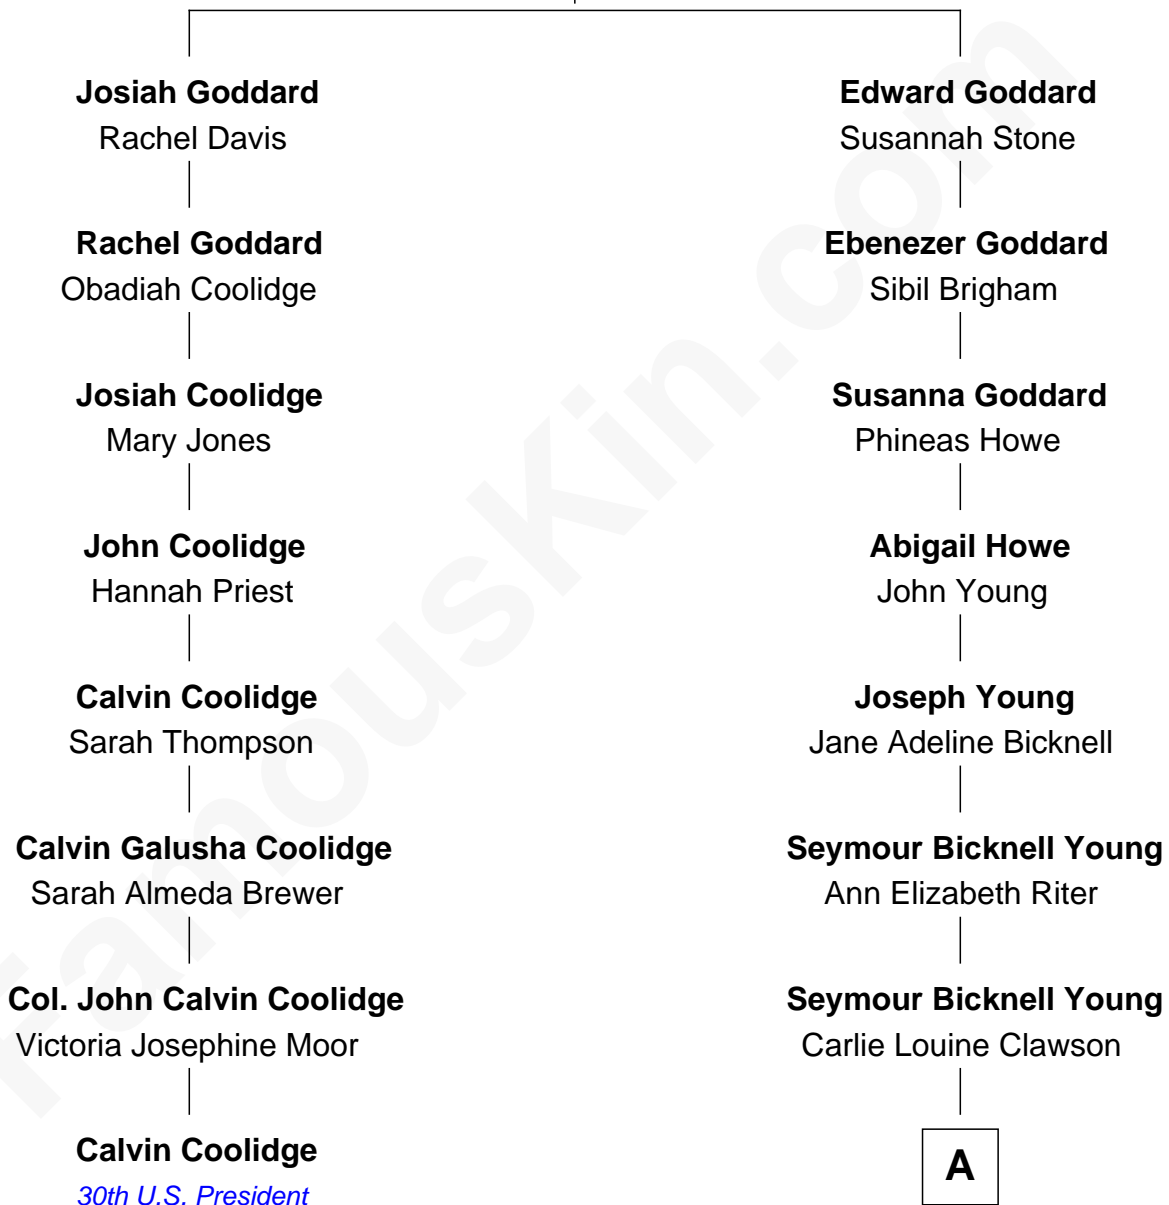 Josiah Goddard
Rachel Davis
Edward Goddard
Susannah Stone
Rachel Goddard
Obadiah Coolidge
Ebenezer Goddard
Sibil Brigham
Josiah Coolidge
Mary Jones
Susanna Goddard
Phineas Howe
John Coolidge
Hannah Priest
Abigail Howe
John Young
Calvin Coolidge
Sarah Thompson
Joseph Young
Jane Adeline Bicknell
Calvin Galusha Coolidge
Sarah Almeda Brewer
Seymour Bicknell Young
Ann Elizabeth Riter
Col. John Calvin Coolidge
Victoria Josephine Moor
Seymour Bicknell Young
Carlie Louine Clawson
Calvin Coolidge
30th U.S. President
A
FamousKin.com